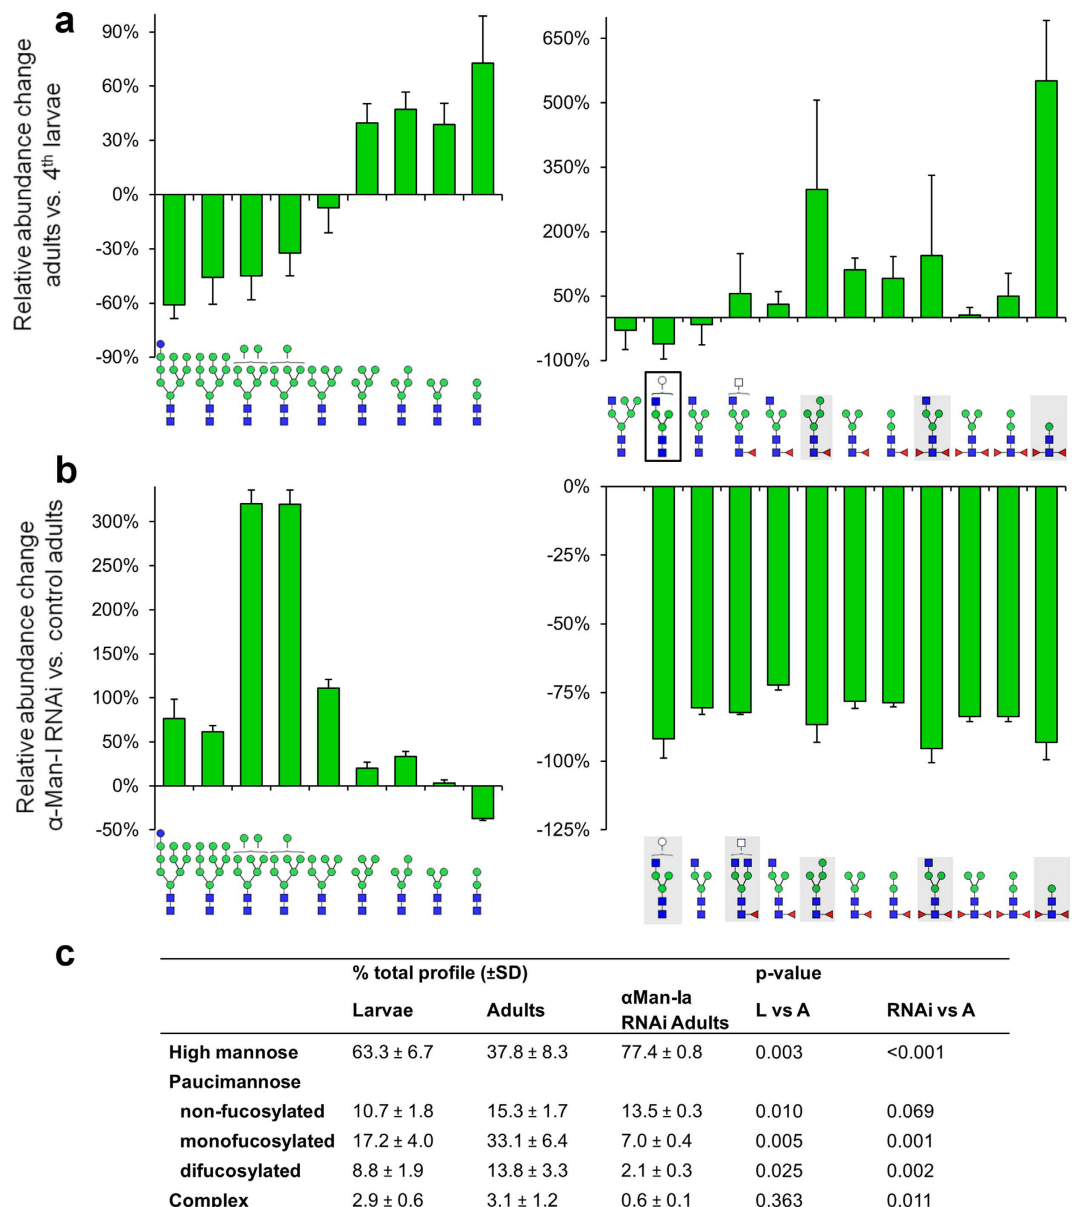 a
Relative abundance change
adults vs. 4th larvae
90%
60%
30%
0%
-30%
-60%
-90%
650%
500%
350%
200%
50%
-100%
b
Relative abundance change
α-Man-I RNAi vs. control adults
300%
250%
200%
150%
100%
50%
0%
-50%
0%
-25%
-50%
-75%
-100%
-125%
c
% total profile (±SD) p-value
Larvae Adults αMan-Ia RNAi Adults L vs A RNAi vs A
High mannose 63.3 ± 6.7 37.8 ± 8.3 77.4 ± 0.8 0.003 <0.001
Paucimannose
non-fucosylated 10.7 ± 1.8 15.3 ± 1.7 13.5 ± 0.3 0.010 0.069
monofucosylated 17.2 ± 4.0 33.1 ± 6.4 7.0 ± 0.4 0.005 0.001
difucosylated 8.8 ± 1.9 13.8 ± 3.3 2.1 ± 0.3 0.025 0.002
Complex 2.9 ± 0.6 3.1 ± 1.2 0.6 ± 0.1 0.363 0.011